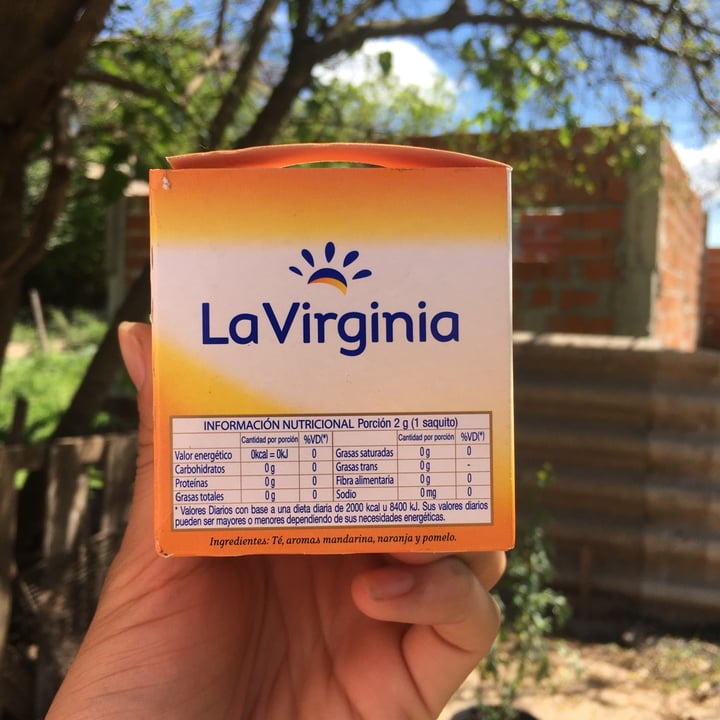 La Virginia
INFORMACIÓN NUTRICIONAL Porción 2 g (1 saquito)
Cantidad por porción %VD(*) Cantidad por porción %VD(*)
Valor energético 0kcal = 0kJ 0 Grasas saturadas 0 g 0
Carbohidratos 0 g 0 Grasas trans 0 g -
Proteínas 0 g 0 Fibra alimentaria 0 g 0
Grasas totales 0 g 0 Sodio 0 mg 0
* Valores Diarios con base a una dieta diaria de 2000 kcal u 8400 kJ. Sus valores diarios
pueden ser mayores o menores dependiendo de sus necesidades energéticas.
Ingredientes: Té, aromas mandarina, naranja y pomelo.